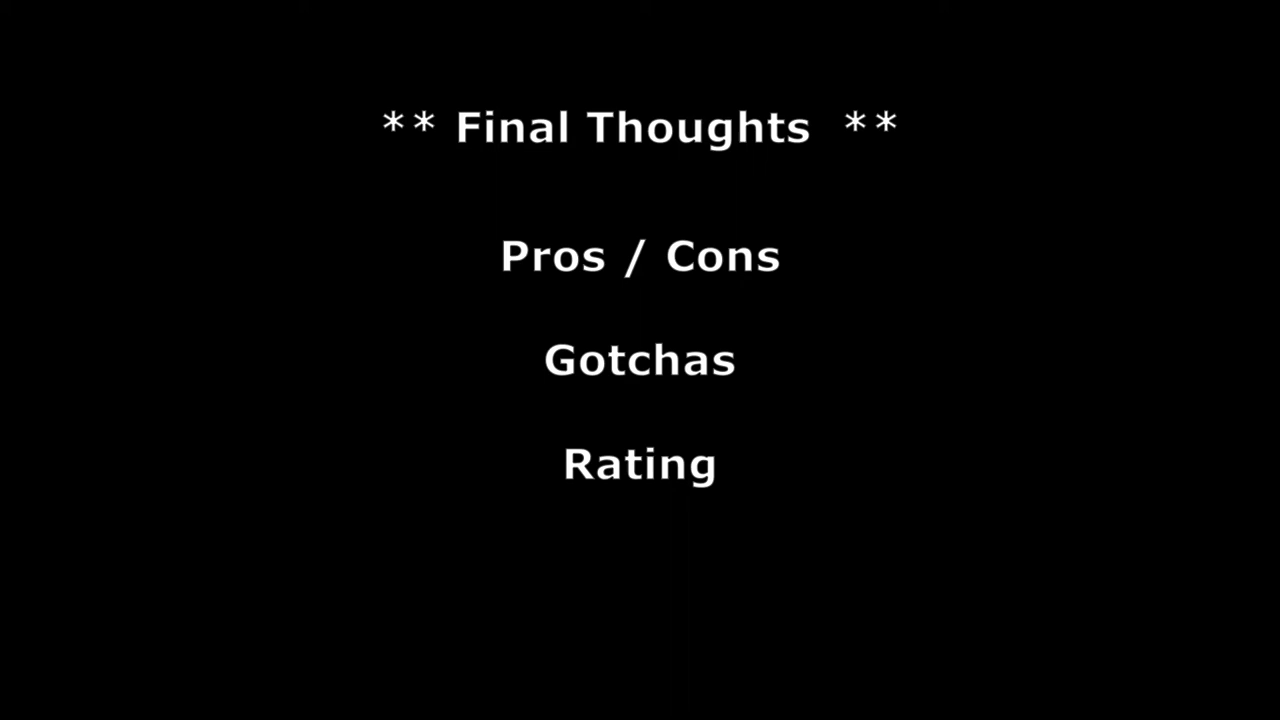 ** Final Thoughts  **
Pros / Cons
Gotchas
Rating